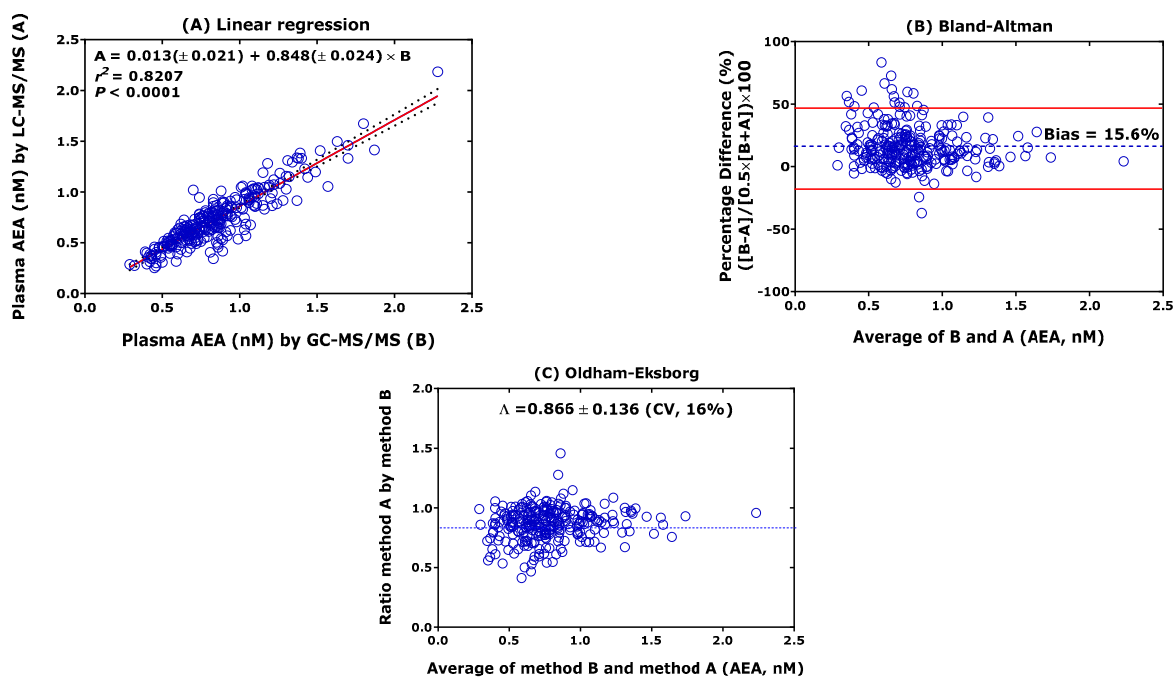 (A) Linear regression
Plasma AEA (nM) by LC-MS/MS (A)
2.5
2.0
1.5
1.0
0.5
0.0
A = 0.013(± 0.021) + 0.848(± 0.024) × B
r² = 0.8207
P < 0.0001
0.0 0.5 1.0 1.5 2.0 2.5
Plasma AEA (nM) by GC-MS/MS (B)
(B) Bland-Altman
Percentage Difference (%)
([B-A]/[0.5×[B+A])×100
100
50
0
-50
-100
Bias = 15.6%
0.0 0.5 1.0 1.5 2.0 2.5
Average of B and A (AEA, nM)
(C) Oldham-Eksborg
Ratio method A by method B
2.0
1.5
1.0
0.5
0.0
Λ =0.866 ± 0.136 (CV, 16%)
0.0 0.5 1.0 1.5 2.0 2.5
Average of method B and method A (AEA, nM)